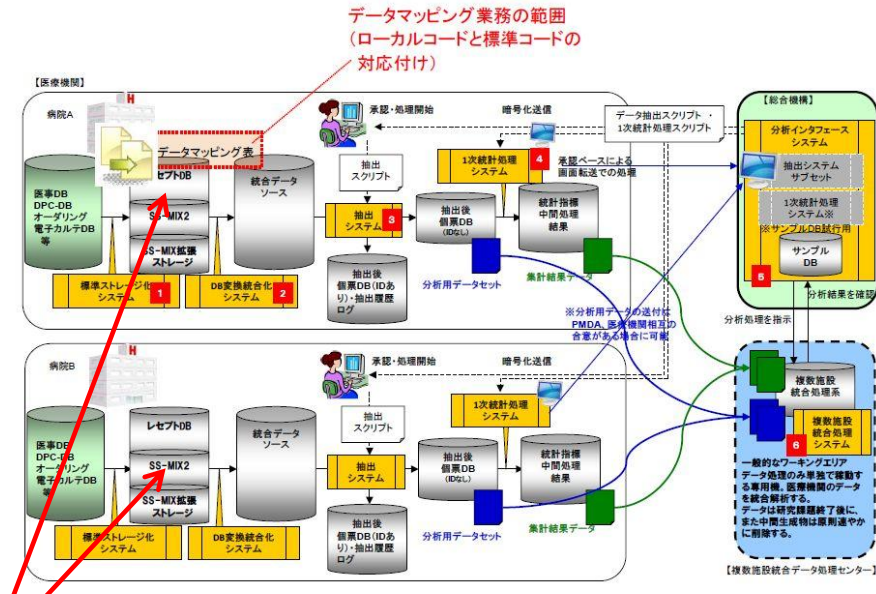 データマッピング業務の範囲
（ローカルコードと標準コードの
対応付け）
【医療機関】
病院A
H
データマッピング表
医事DB
DPC-DB
オーダリング
電子カルテDB
等
セプトDB
SS-MIX2
SS-MIX拡張
ストレージ
統合データ
ソース
標準ストレージ化
システム
1
DB変換統合化
システム
2
承認・処理開始
抽出
スクリプト
抽出
システム
3
抽出後
個票DB(IDあ
り)・抽出履歴
ログ
暗号化送信
1次統計処理
システム
4
承認ベースによる
画面転送での処理
抽出後
個票DB
(IDなし)
統計指標
中間処理
結果
分析用データセット
集計結果データ
データ抽出スクリプト・
1次統計処理スクリプト
※分析用データの送付は
PMDA、医療機関相互の
合意がある場合に可能
【総合機構】
分析インタフェース
システム
抽出システム
サブセット
1次統計処理
システム※
※サンプルDB試行用
サンプル
DB
5
分析結果を確認
分析処理を指示
病院B
H
医事DB
DPC-DB
オーダリング
電子カルテDB
等
レセプトDB
SS-MIX2
SS-MIX拡張
ストレージ
統合データ
ソース
標準ストレージ化
システム
DB変換統合化
システム
承認・処理開始
抽出
スクリプト
抽出
システム
抽出後
個票DB(IDあ
り)・抽出履歴
ログ
暗号化送信
1次統計処理
システム
抽出後
個票DB
(IDなし)
統計指標
中間処理
結果
分析用データセット
集計結果データ
複数施設
統合処理系
複数施設
統合処理
システム
6
一般的なワーキングエリア
データ処理のみ単独で稼動す
る専用機。医療機関のデータ
を統合解析する。
データは研究課題終了後に、
また中間生成物は原則速やか
に削除する。
【複数施設統合データ処理センター】